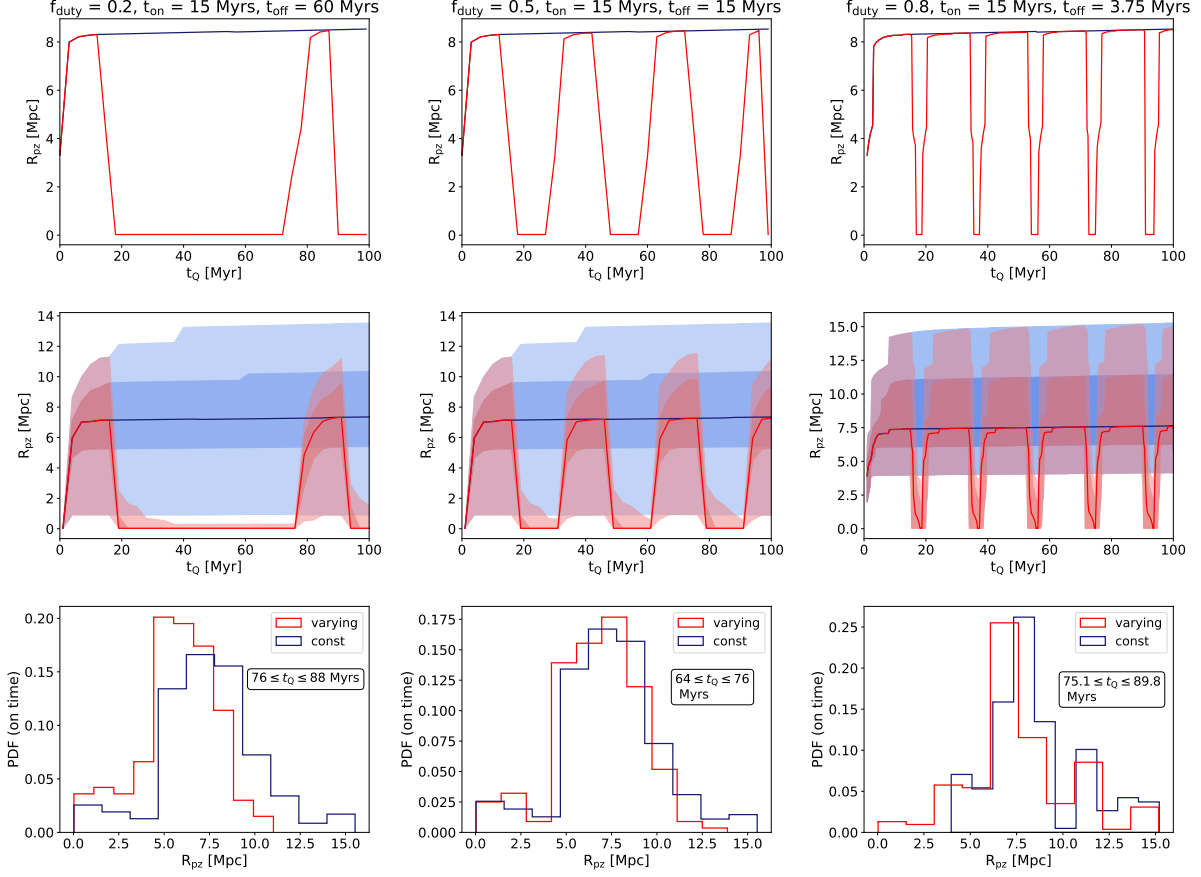 f_duty = 0.2, t_on = 15 Myrs, t_off = 60 Myrs
f_duty = 0.5, t_on = 15 Myrs, t_off = 15 Myrs
f_duty = 0.8, t_on = 15 Myrs, t_off = 3.75 Myrs
R_pz [Mpc]
8
6
4
2
0
0 20 40 60 80 100
t_Q [Myr]
R_pz [Mpc]
8
6
4
2
0
0 20 40 60 80 100
t_Q [Myr]
R_pz [Mpc]
8
6
4
2
0
0 20 40 60 80 100
t_Q [Myr]
R_pz [Mpc]
14
12
10
8
6
4
2
0
0 20 40 60 80 100
t_Q [Myr]
R_pz [Mpc]
14
12
10
8
6
4
2
0
0 20 40 60 80 100
t_Q [Myr]
R_pz [Mpc]
15.0
12.5
10.0
7.5
5.0
2.5
0.0
0 20 40 60 80 100
t_Q [Myr]
PDF (on time)
0.20
0.15
0.10
0.05
0.00
varying
const
76 ≤ t_Q ≤ 88 Myrs
0.0 2.5 5.0 7.5 10.0 12.5 15.0
R_pz [Mpc]
PDF (on time)
0.175
0.150
0.125
0.100
0.075
0.050
0.025
0.000
varying
const
64 ≤ t_Q ≤ 76
Myrs
0.0 2.5 5.0 7.5 10.0 12.5 15.0
R_pz [Mpc]
PDF (on time)
0.25
0.20
0.15
0.10
0.05
0.00
varying
const
75.1 ≤ t_Q ≤ 89.8
Myrs
0.0 2.5 5.0 7.5 10.0 12.5 15.0
R_pz [Mpc]